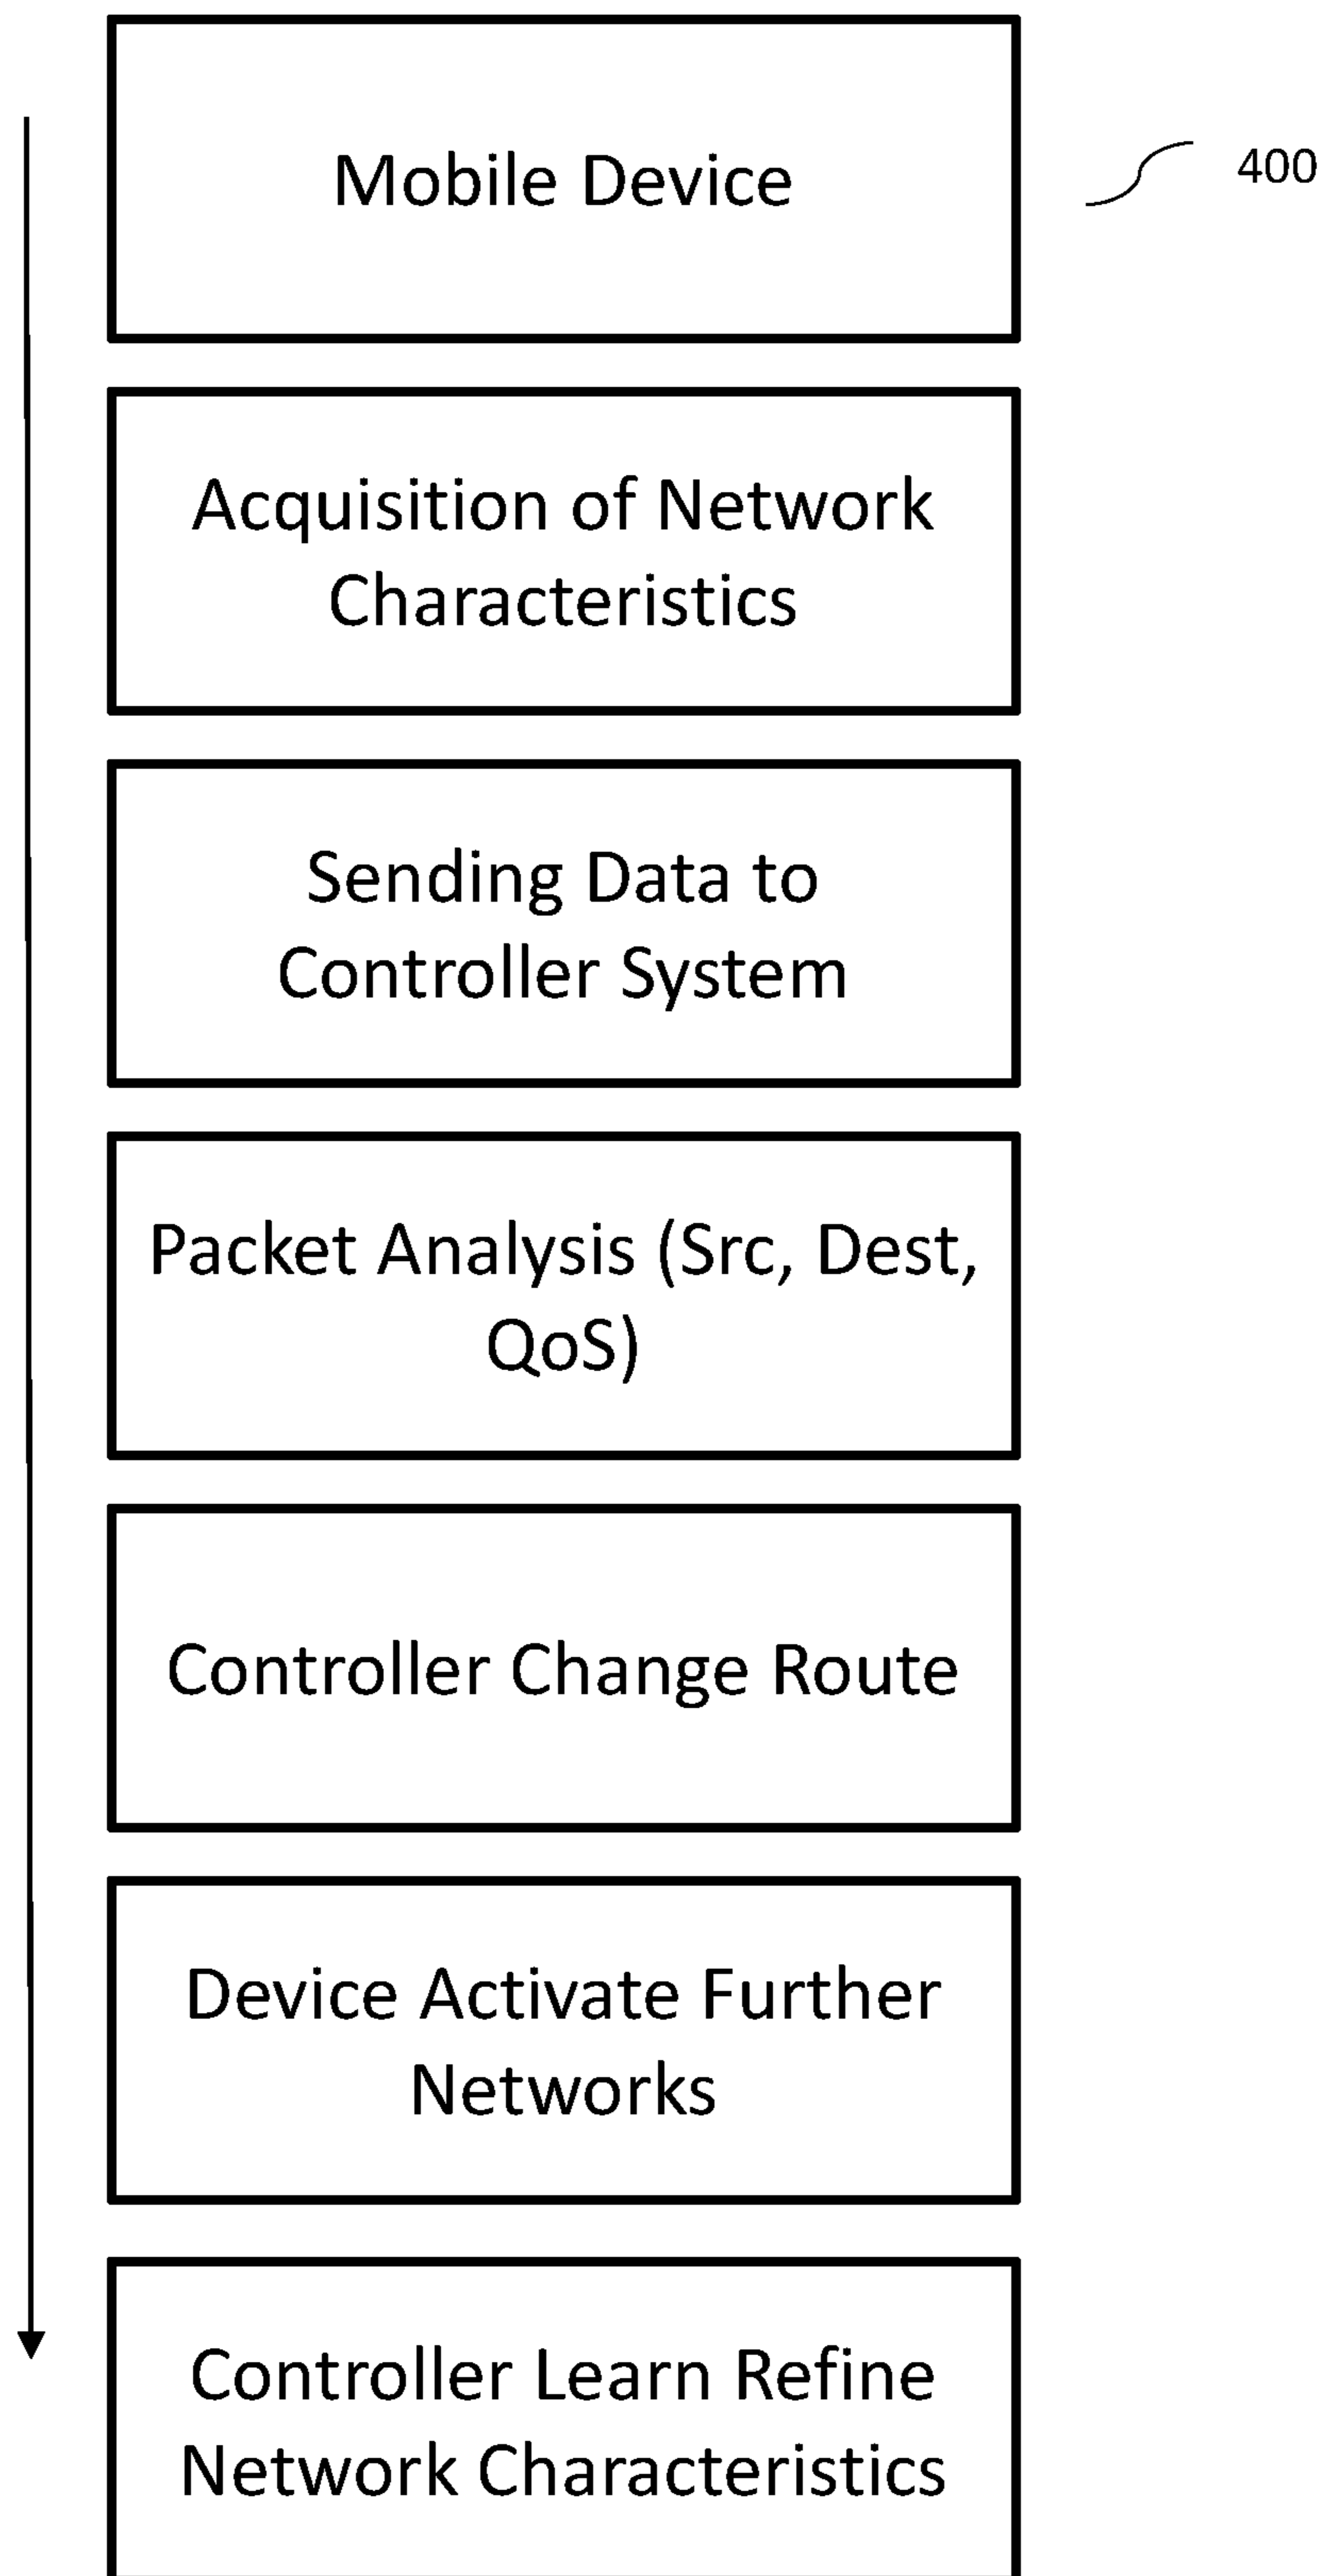 Mobile Device
400
Acquisition of Network
Characteristics
Sending Data to
Controller System
Packet Analysis (Src, Dest,
QoS)
Controller Change Route
Device Activate Further
Networks
Controller Learn Refine
Network Characteristics